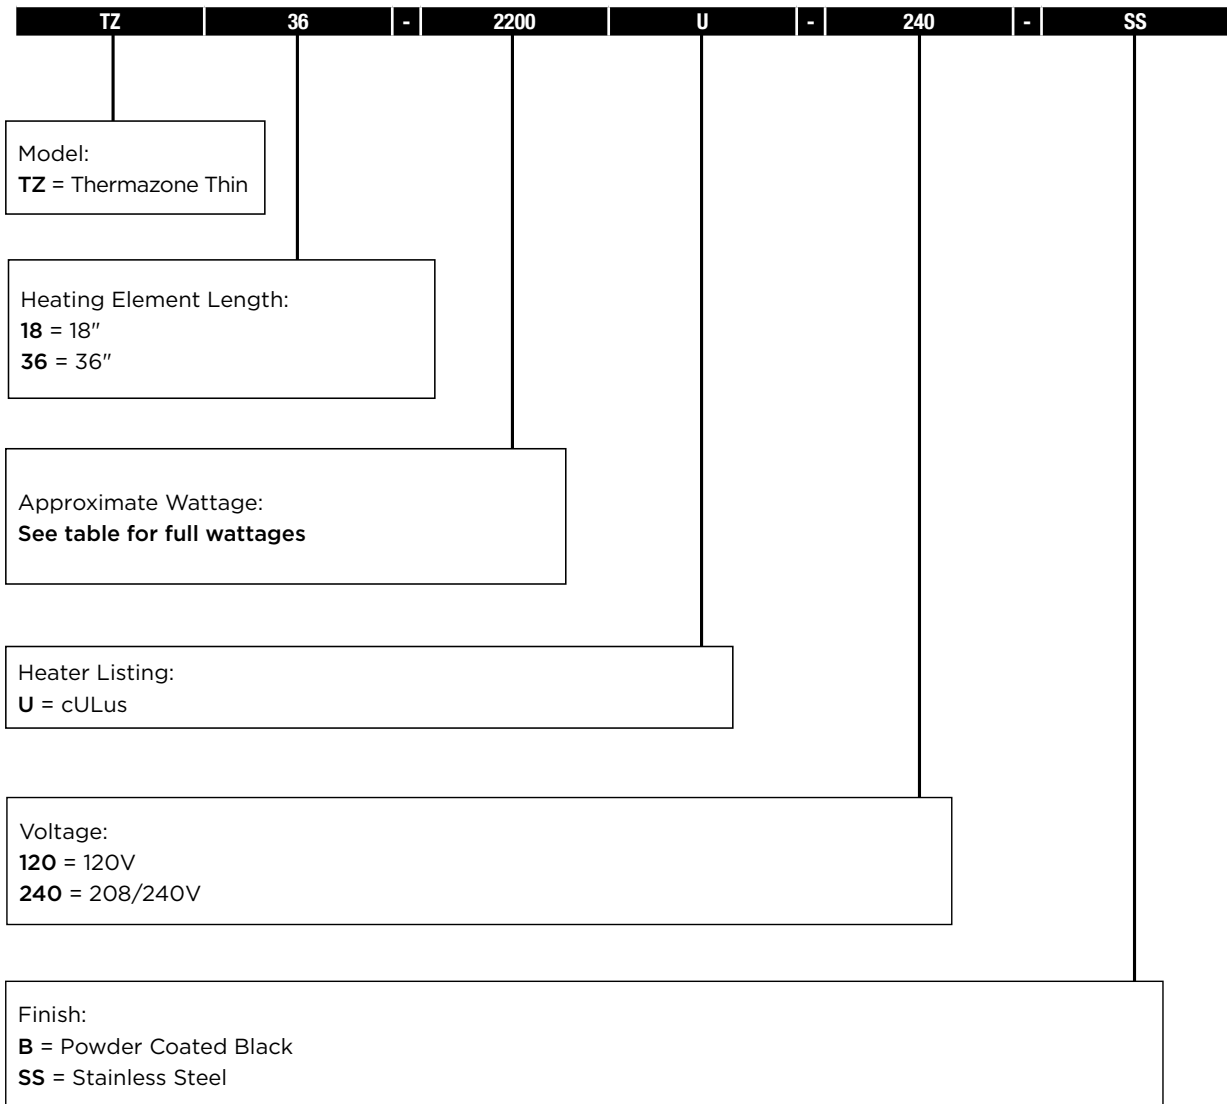 TZ 36 - 2200 U - 240 - SS
Model:
TZ = Thermazone Thin
Heating Element Length:
18 = 18"
36 = 36"
Approximate Wattage:
See table for full wattages
Heater Listing:
U = cULus
Voltage:
120 = 120V
240 = 208/240V
Finish:
B = Powder Coated Black
SS = Stainless Steel